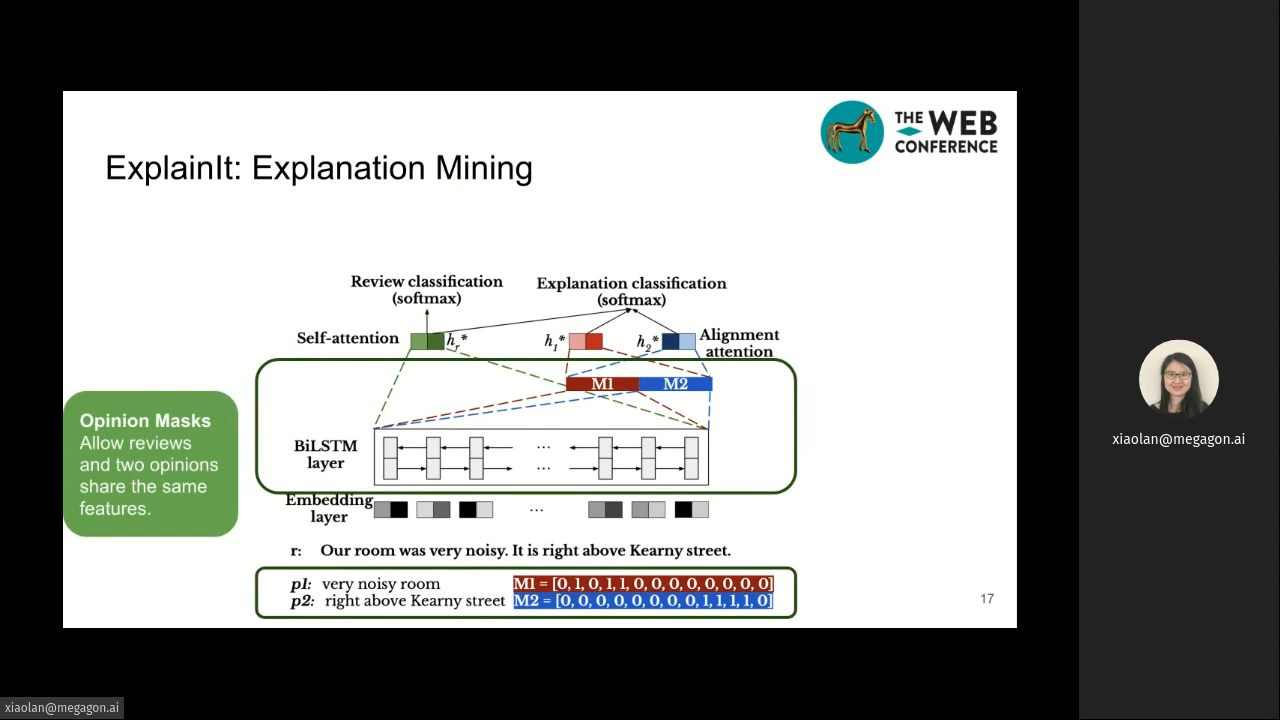 THE WEB
CONFERENCE
ExplainIt: Explanation Mining
Review classification
(softmax)
Explanation classification
(softmax)
Self-attention
hr*
h1*
h2*
Alignment
attention
M1
M2
Opinion Masks
Allow reviews
and two opinions
share the same
features.
BiLSTM
layer
...
...
Embedding
layer
...
r: Our room was very noisy. It is right above Kearny street.
p1: very noisy room M1 = [0, 1, 0, 1, 1, 0, 0, 0, 0, 0, 0, 0, 0]
p2: right above Kearny street M2 = [0, 0, 0, 0, 0, 0, 0, 0, 1, 1, 1, 1, 0]
17
xiaolan@megagon.ai
xiaolan@megagon.ai